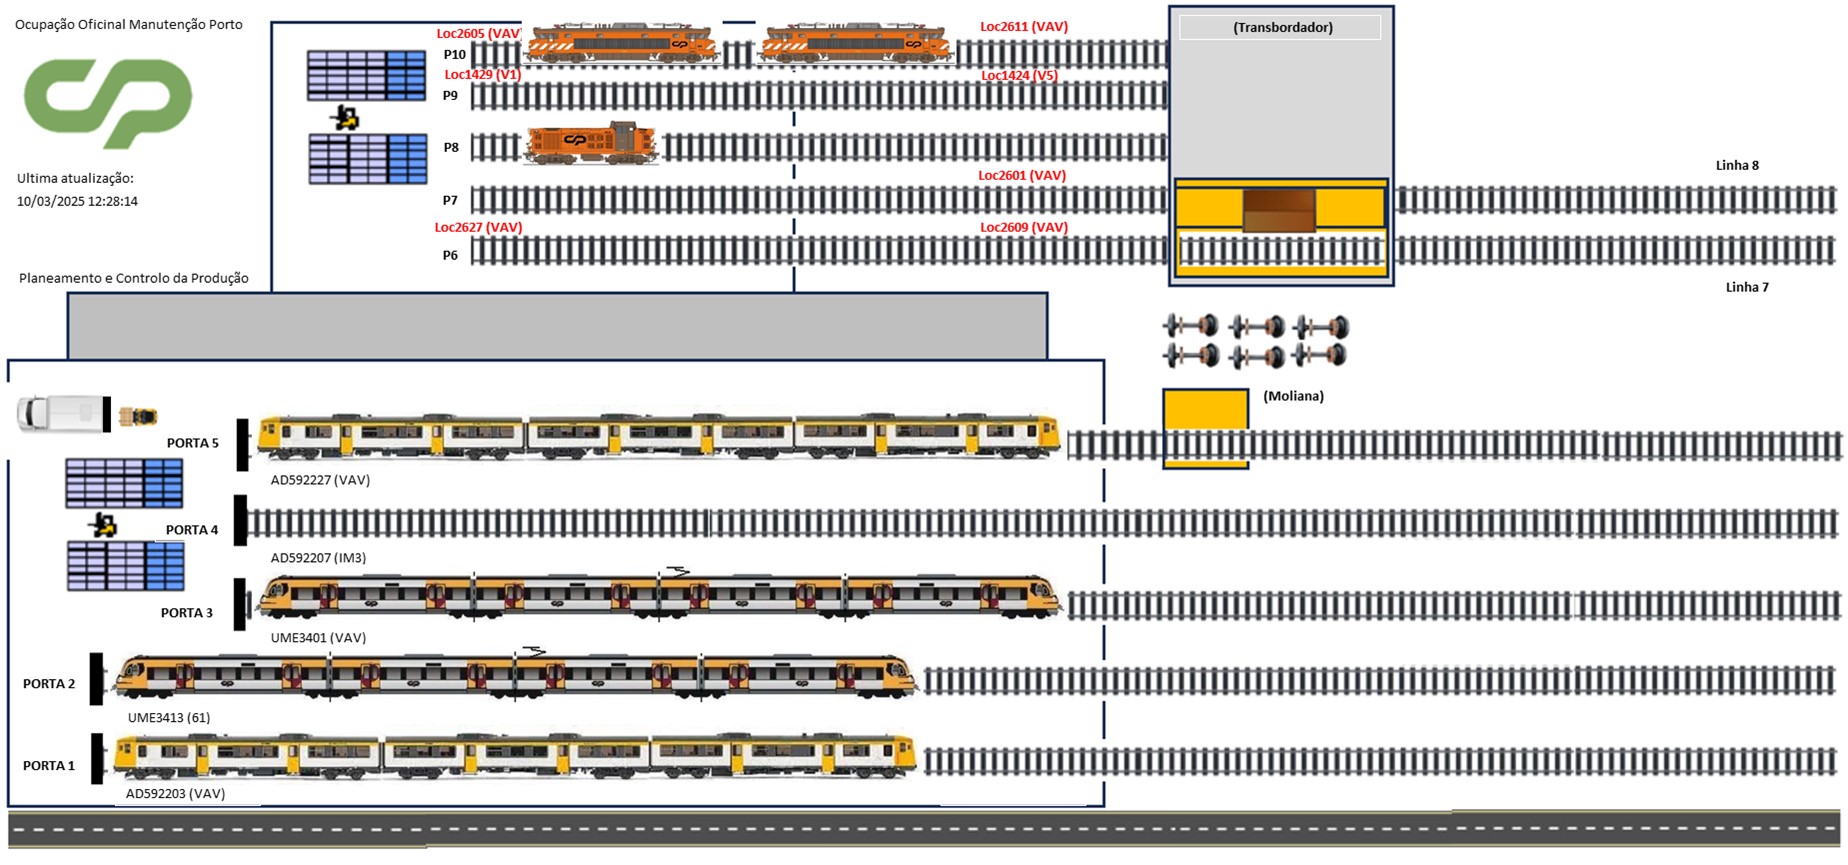 Ocupação Oficinal Manutenção Porto
Ultima atualização:
10/03/2025 12:28:14
Planeamento e Controlo da Produção
Loc2605 (VAV)
Loc2611 (VAV)
P10
Loc1429 (V1)
Loc1424 (V5)
P9
P8
Loc2601 (VAV)
P7
Loc2627 (VAV)
Loc2609 (VAV)
P6
(Transbordador)
Linha 8
Linha 7
(Moliana)
PORTA 5
AD592227 (VAV)
PORTA 4
AD592207 (IM3)
PORTA 3
UME3401 (VAV)
PORTA 2
UME3413 (61)
PORTA 1
AD592203 (VAV)